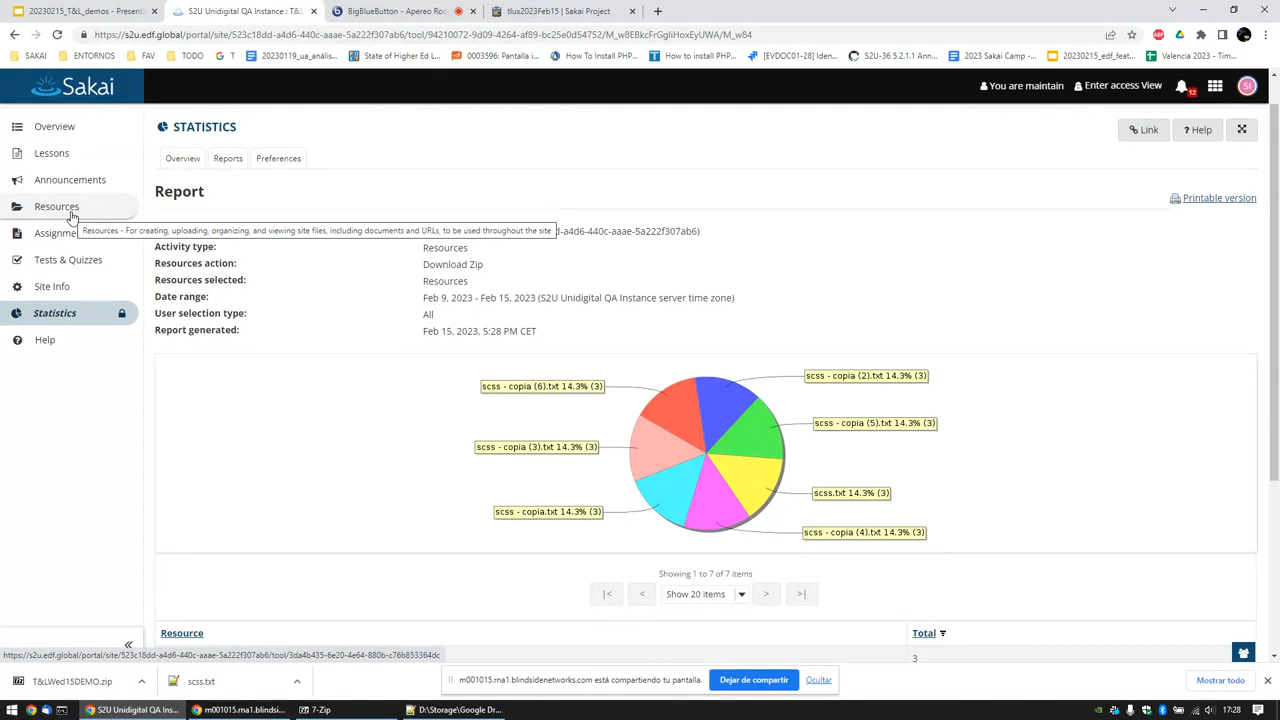 20230215_T&L_demos - Present
S2U Unidigital QA Instance : T&L
BigBlueButton - Apereo Roo
tlux2023Feb15 | Sakai Project
https://s2u.edf.global/portal/site/523c18dd-a4d6-440c-aaae-5a222f307ab6/tool/94210072-9d09-4264-af89-bc25e0d54752/M_w8EBkcFrGgIiHoxEyUWA/M_w84
SAKAI
ENTORNOS
FAV
TODO
T
20230119_ua_anális...
State of Higher Ed l...
0003596: Pantalla i...
How To Install PHP...
How to install PHP...
[EVDOC01-28] (Iden...
S2U-36 5.2.1.1 Ann...
2023 Sakai Camp -...
20230215_edf_feat...
Valencia 2023 - Tim...
Sakai
You are maintain
Enter access View
12
SI
Overview
Lessons
Announcements
Resources
Assignme
Tests & Quizzes
Site Info
Statistics
Help
STATISTICS
Link
? Help
Overview
Reports
Preferences
Report
Printable version
Resources - For creating, uploading, organizing, and viewing site files, including documents and URLs, to be used throughout the site
d-a4d6-440c-aaae-5a222f307ab6)
Activity type:
Resources
Resources action:
Download Zip
Resources selected:
Resources
Date range:
Feb 9, 2023 - Feb 15, 2023 (S2U Unidigital QA Instance server time zone)
User selection type:
All
Report generated:
Feb 15, 2023, 5:28 PM CET
scss - copia (6).txt 14.3% (3)
scss - copia (2).txt 14.3% (3)
scss - copia (5).txt 14.3% (3)
scss - copia (3).txt 14.3% (3)
scss.txt 14.3% (3)
scss - copia.txt 14.3% (3)
scss - copia (4).txt 14.3% (3)
Showing 1 to 7 of 7 items
|<
<
Show 20 items
>
>|
Resource
Total
3
https://s2u.edf.global/portal/site/523c18dd-a4d6-440c-aaae-5a222f307ab6/tool/3da4b435-6e20-4e64-880b-c76b853364dc
T&LWed15DEMO.zip
scss.txt
m001015.rna1.blindsidenetworks.com está compartiendo tu pantalla.
Dejar de compartir
Ocultar
Mostrar todo
S2U Unidigital QA Ins...
m001015.rna1.blindsi...
7-Zip
D:\Storage\Google Dr...
17:28